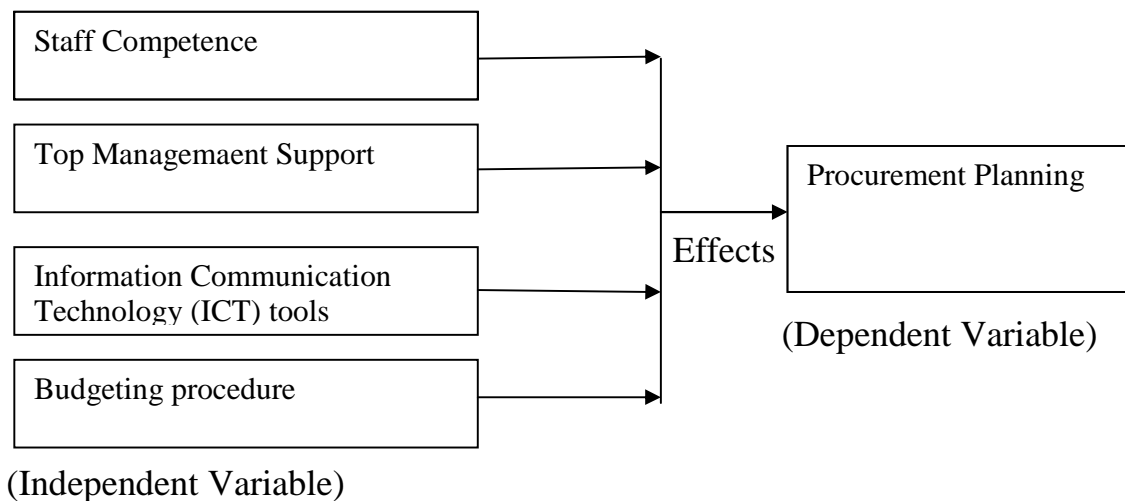 Staff Competence
Top Managemaent Support
Information Communication
Technology (ICT) tools
Budgeting procedure
(Independent Variable)
Effects
Procurement Planning
(Dependent Variable)